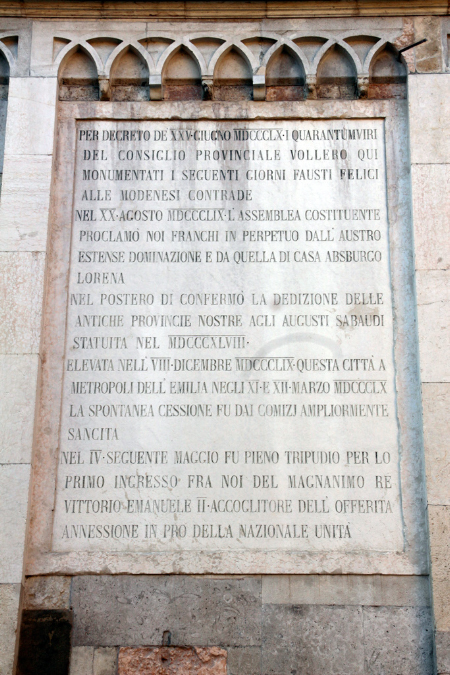 PER DECRETO DE XXV·GIUGNO MDCCCLX·I QUARANTUMVIRI
DEL CONSIGLIO PROVINCIALE VOLLERO QUI
MONUMENTATI I SEGUENTI GIORNI FAUSTI FELICI
ALLE MODENESI CONTRADE
NEL XX·AGOSTO MDCCCLIX·L'ASSEMBLEA COSTITUENTE
PROCLAMÒ NOI FRANCHI IN PERPETUO DALL'AUSTRO
ESTENSE DOMINAZIONE E DA QUELLA DI CASA ABSBURGO
LORENA
NEL POSTERO DI CONFERMÒ LA DEDIZIONE DELLE
ANTICHE PROVINCIE NOSTRE AGLI AUGUSTI SABAUDI
STATUITA NEL MDCCCXLVIII·
ELEVATA NELL'VIII·DICEMBRE MDCCCLIX·QUESTA CITTÀ A
METROPOLI DELL'EMILIA NEGLI XI·E XII·MARZO MDCCCLX
LA SPONTANEA CESSIONE FU DAI COMIZJ AMPLIORMENTE
SANCITA
NEL IV·SEGUENTE MAGGIO FU PIENO TRIPUDIO PER LO
PRIMO INGRESSO FRA NOI DEL MAGNANIMO RE
VITTORIO EMANUELE II·ACCOGLITORE DELL'OFFERITA
ANNESSIONE IN PRO DELLA NAZIONALE UNITÀ